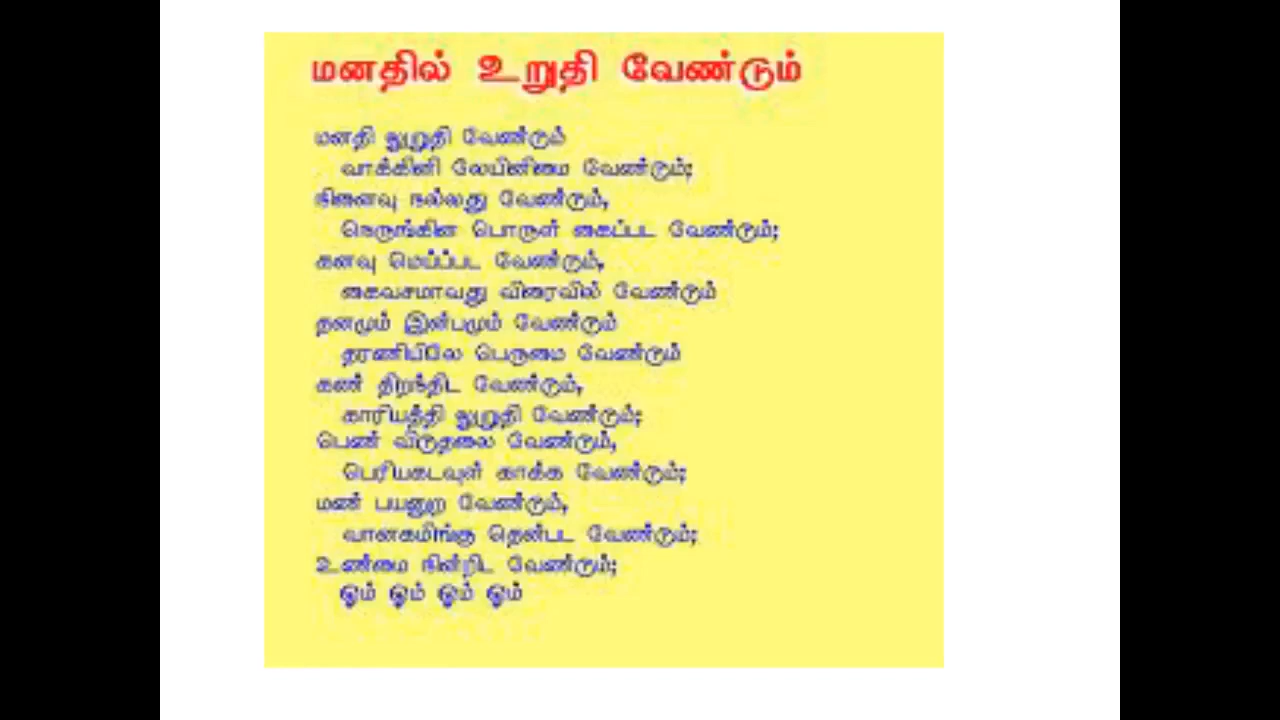 மனதில் உறுதி வேண்டும்
மனதி லுறுதி வேண்டும்
வாக்கினி லேயினிமை வேண்டும்;
நினைவு நல்லது வேண்டும்,
நெருங்கின பொருள் கைப்பட வேண்டும்;
கனவு மெய்ப்பட வேண்டும்,
கைவசமாவது விரைவில் வேண்டும்
தனமும் இன்பமும் வேண்டும்
தரணியிலே பெருமை வேண்டும்
கண் திறந்திட வேண்டும்,
காரியத்தி லுறுதி வேண்டும்;
பெண் விடுதலை வேண்டும்,
பெரியகடவுள் காக்க வேண்டும்;
மண் பயனுற வேண்டும்,
வானகமிங்கு தென்பட வேண்டும்;
உண்மை நின்றிட வேண்டும்;
ஓம் ஓம் ஓம் ஓம்